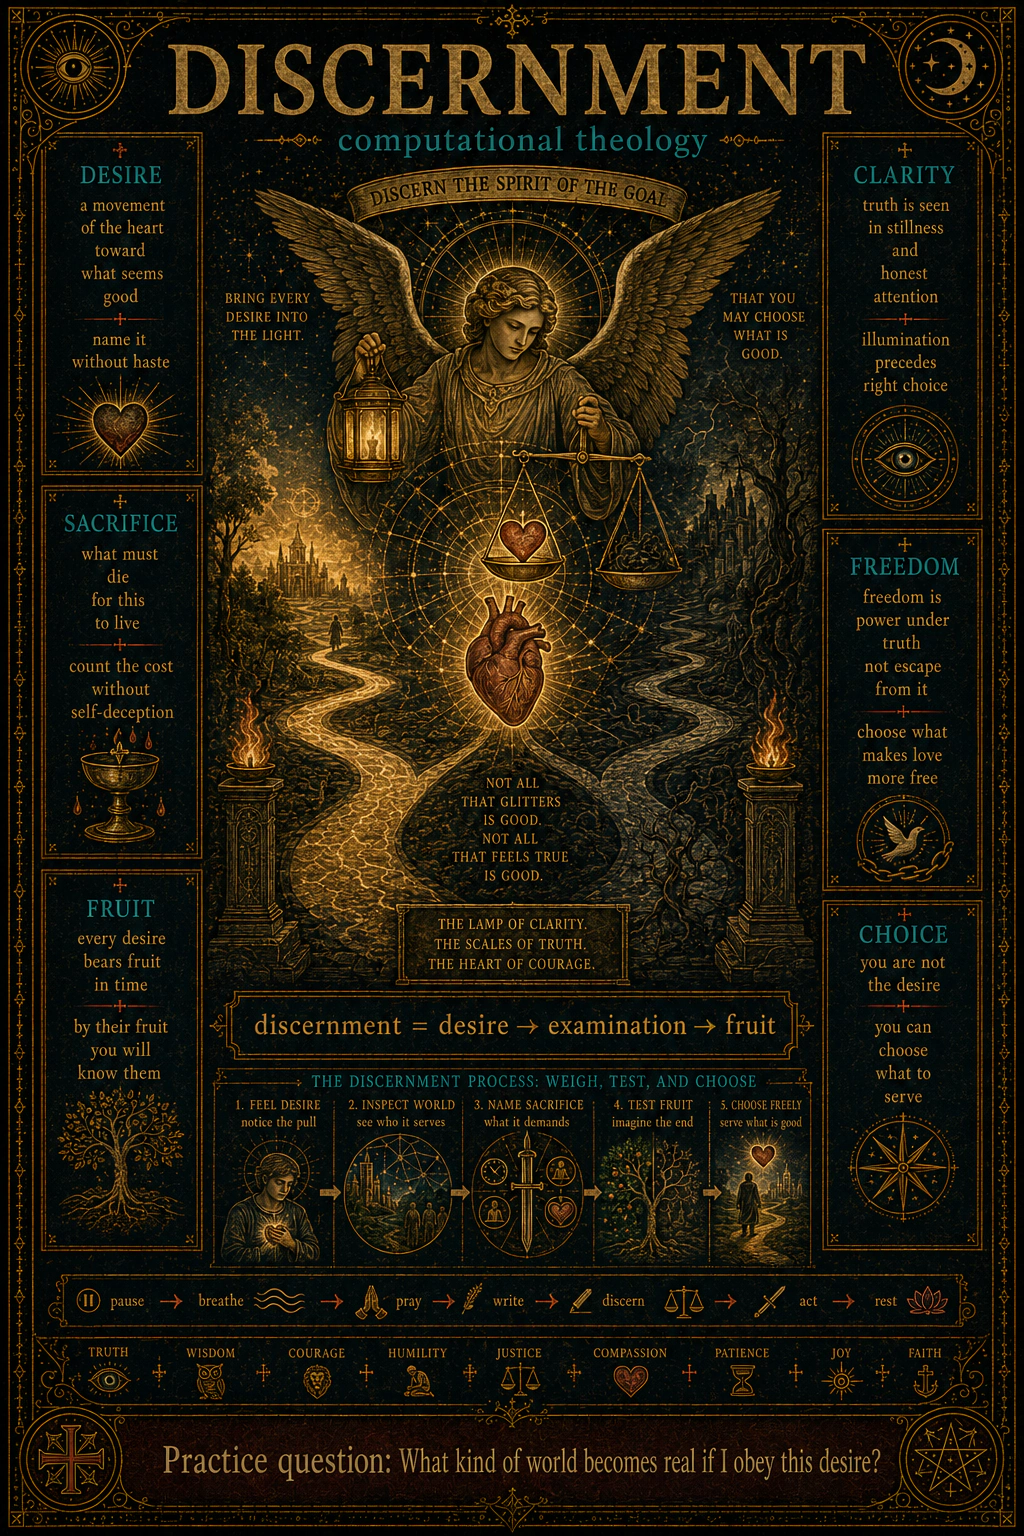 DISCERNMENT
computational theology
DISCERN THE SPIRIT OF THE GOAL
DESIRE
a movement
of the heart
toward
what seems
good
name it
without haste
SACRIFICE
what must
die
for this
to live
count the cost
without
self-deception
FRUIT
every desire
bears fruit
in time
by their fruit
you will
know them
BRING EVERY
DESIRE INTO
THE LIGHT.
THAT YOU
MAY CHOOSE
WHAT IS
GOOD.
NOT ALL
THAT GLITTERS
IS GOOD.
NOT ALL
THAT FEELS TRUE
IS GOOD.
THE LAMP OF CLARITY.
THE SCALES OF TRUTH.
THE HEART OF COURAGE.
CLARITY
truth is seen
in stillness
and
honest
attention
illumination
precedes
right choice
FREEDOM
freedom is
power under
truth
not escape
from it
choose what
makes love
more free
CHOICE
you are not
the desire
you can
choose
what to
serve
discernment = desire → examination → fruit
THE DISCERNMENT PROCESS: WEIGH, TEST, AND CHOOSE
1. FEEL DESIRE
notice the pull
2. INSPECT WORLD
see who it serves
3. NAME SACRIFICE
what it demands
4. TEST FRUIT
imagine the end
5. CHOOSE FREELY
serve what is good
pause → breathe → pray → write → discern → act → rest
TRUTH WISDOM COURAGE HUMILITY JUSTICE COMPASSION PATIENCE JOY FAITH
Practice question: What kind of world becomes real if I obey this desire?